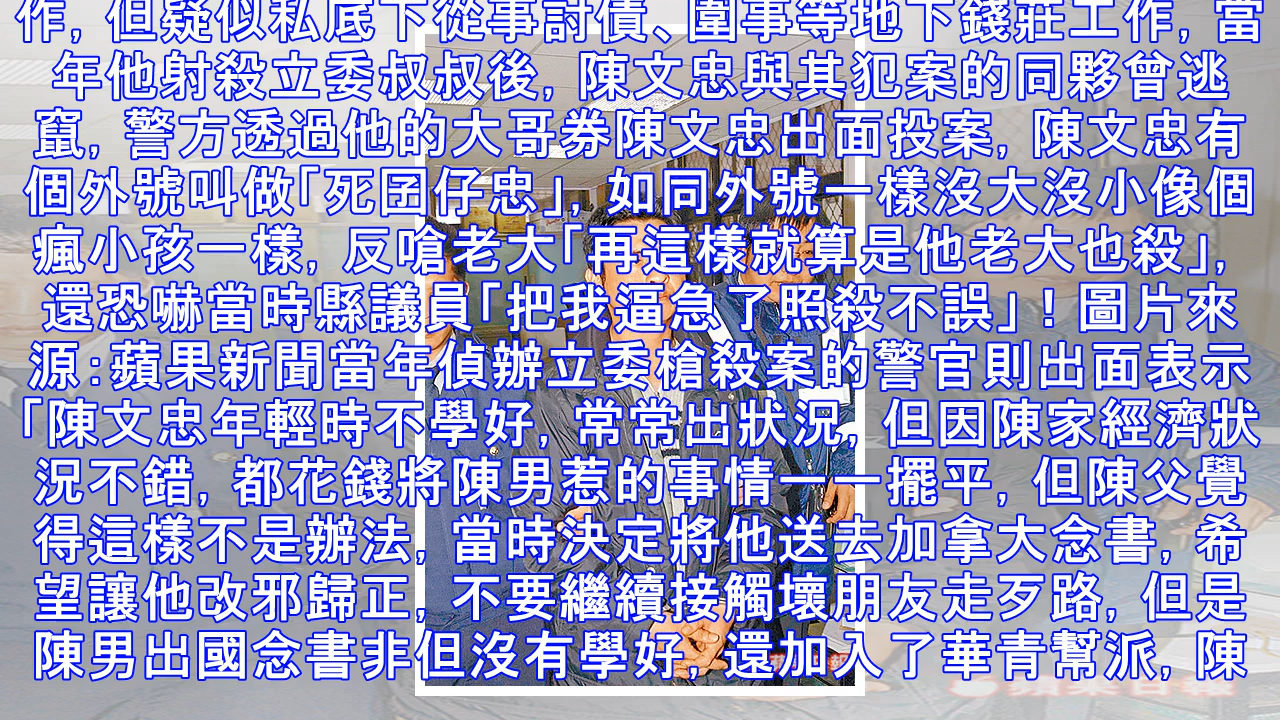 作, 但疑似私底下從事討債、圍事等地下錢莊工作, 當
年他射殺立委叔叔後, 陳文忠與其犯案的同夥曾逃
竄, 警方透過他的大哥券陳文忠出面投案, 陳文忠有
個外號叫做「死囝仔忠」, 如同外號一樣沒大沒小像個
瘋小孩一樣, 反嗆老大「再這樣就算是他老大也殺」,
還恐嚇當時縣議員「把我逼急了照殺不誤」! 圖片來
源:蘋果新聞當年偵辦立委槍殺案的警官則出面表示
「陳文忠年輕時不學好, 常常出狀況, 但因陳家經濟狀
況不錯, 都花錢將陳男惹的事情一一擺平, 但陳父覺
得這樣不是辦法, 當時決定將他送去加拿大念書, 希
望讓他改邪歸正, 不要繼續接觸壞朋友走歹路, 但是
陳男出國念書非但沒有學好, 還加入了華青幫派, 陳